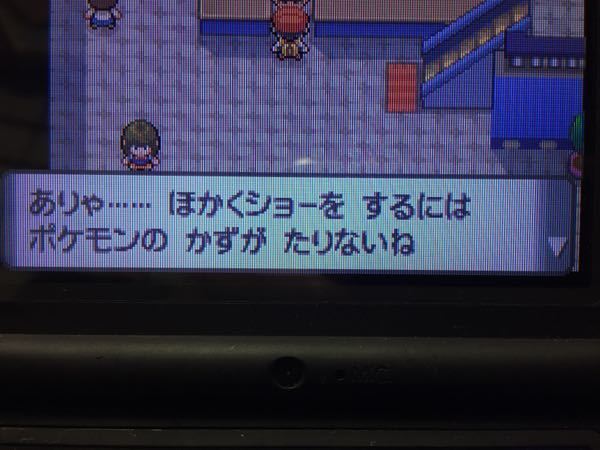 ありゃ…… ほかくショーを するには
ポケモンの かずが たりないね